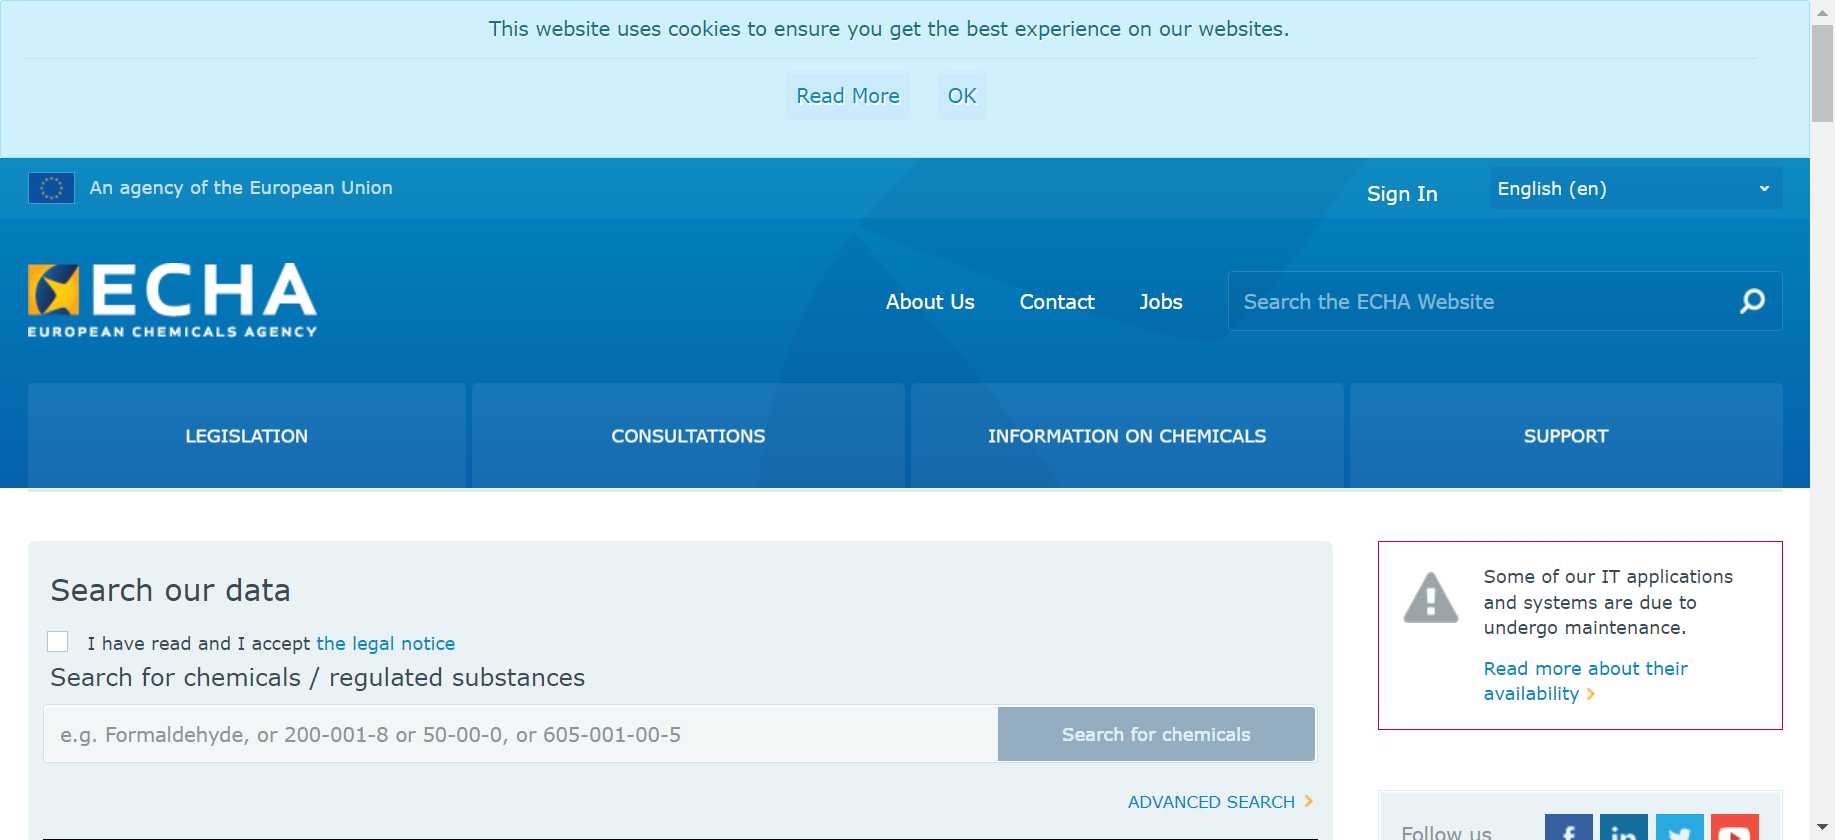 This website uses cookies to ensure you get the best experience on our websites.
Read More
OK
An agency of the European Union
Sign In
English (en)
ECHA
EUROPEAN CHEMICALS AGENCY
About Us
Contact
Jobs
Search the ECHA Website
LEGISLATION
CONSULTATIONS
INFORMATION ON CHEMICALS
SUPPORT
Search our data
I have read and I accept the legal notice
Search for chemicals / regulated substances
e.g. Formaldehyde, or 200-001-8 or 50-00-0, or 605-001-00-5
Search for chemicals
ADVANCED SEARCH
Some of our IT applications
and systems are due to
undergo maintenance.
Read more about their
availability
Follow us